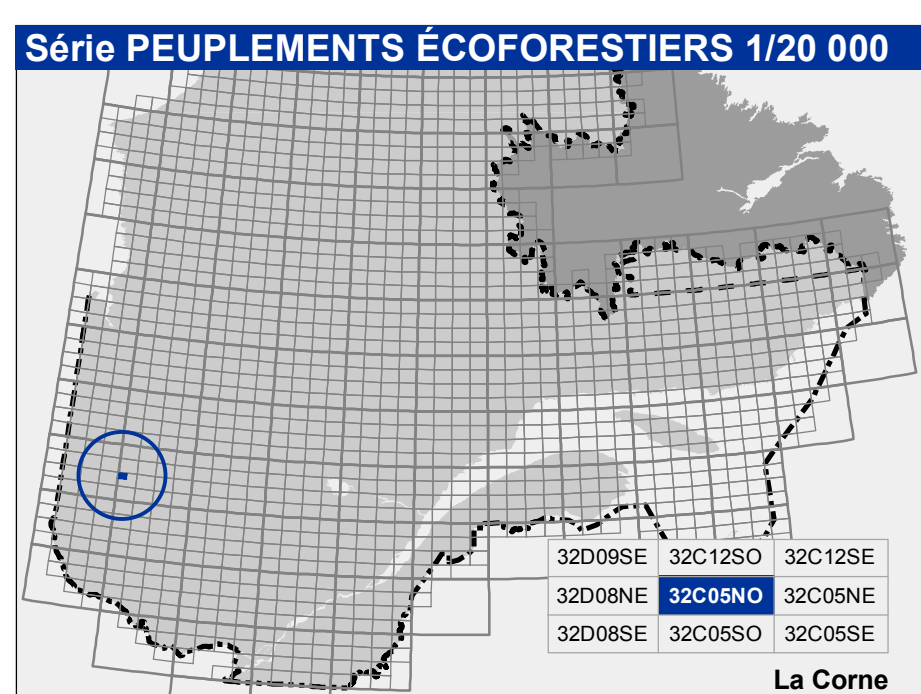 Série PEUPLEMENTS ÉCOFORESTIERS 1/20 000
32D09SE 32C12SO 32C12SE
32D08NE 32C05NO 32C05NE
32D08SE 32C05SO 32C05SE
La Corne